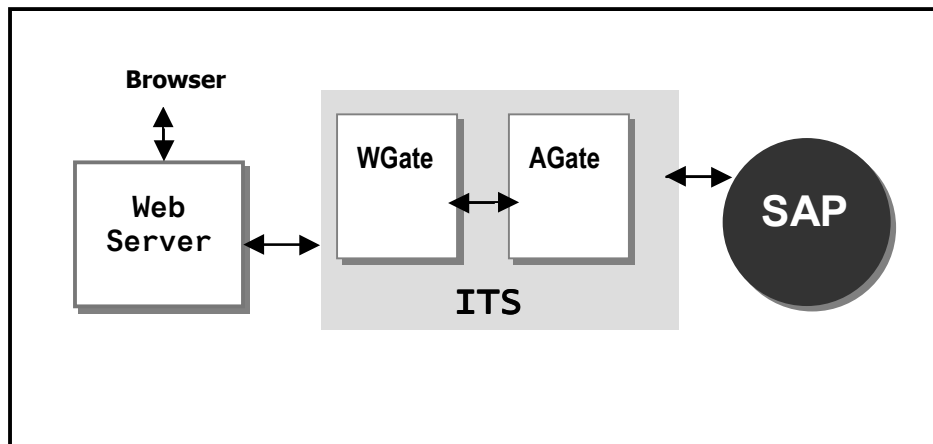 Browser
Web
Server
WGate
AGate
ITS
SAP